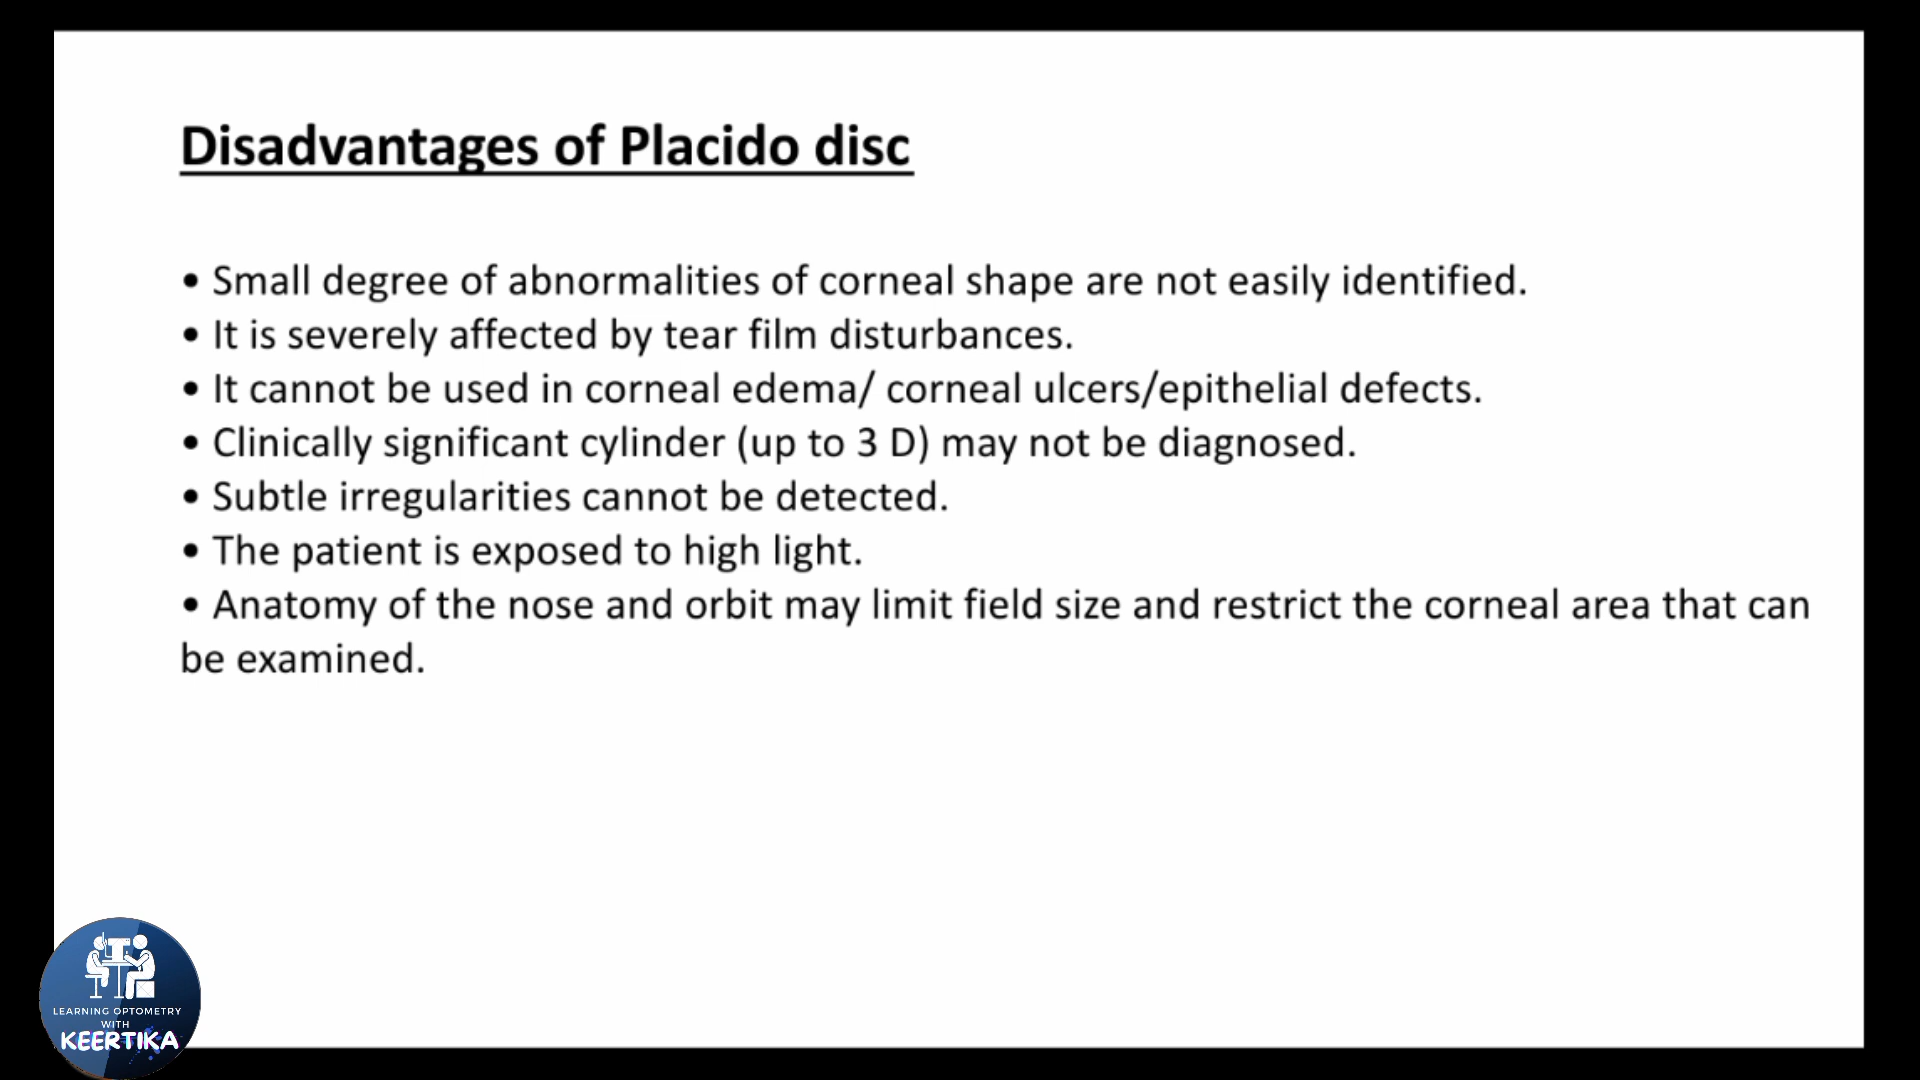 Disadvantages of Placido disc
• Small degree of abnormalities of corneal shape are not easily identified.
• It is severely affected by tear film disturbances.
• It cannot be used in corneal edema/ corneal ulcers/epithelial defects.
• Clinically significant cylinder (up to 3 D) may not be diagnosed.
• Subtle irregularities cannot be detected.
• The patient is exposed to high light.
• Anatomy of the nose and orbit may limit field size and restrict the corneal area that can
be examined.
LEARNING OPTOMETRY
WITH
KEERTIKA